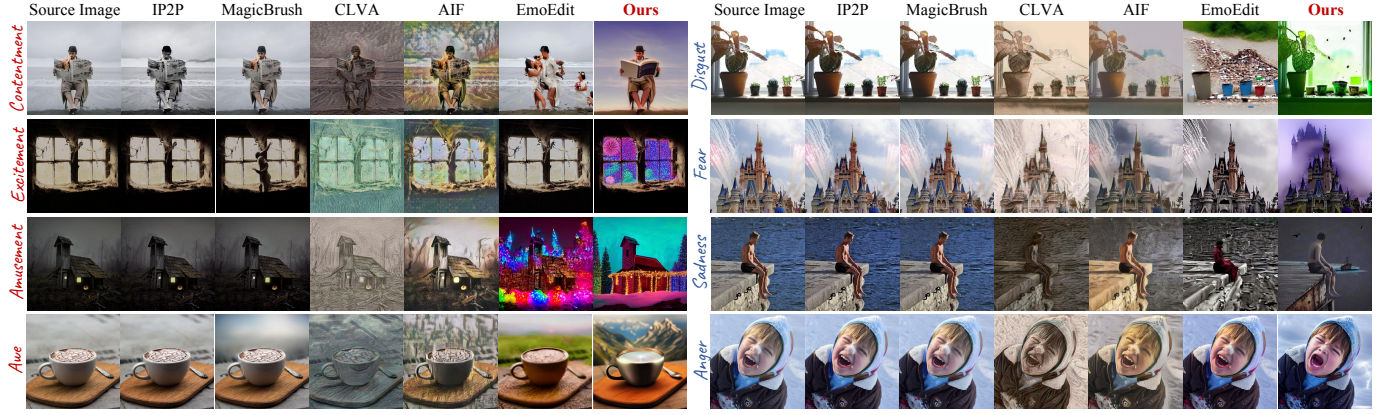 Source Image IP2P MagicBrush CLVA AIF EmoEdit Ours
Contentment
Excitement
Amusement
Awe
Source Image IP2P MagicBrush CLVA AIF EmoEdit Ours
Disgust
Fear
Sadness
Anger